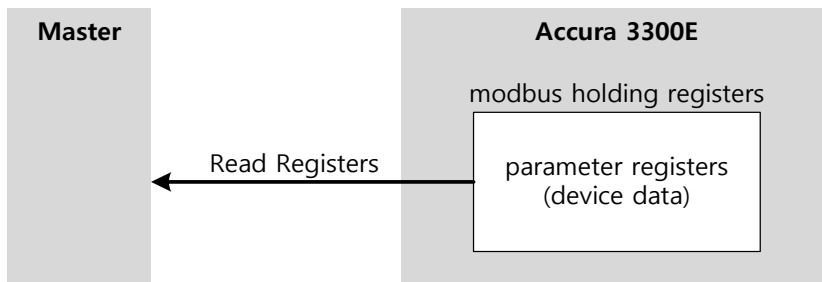 Master
Accura 3300E
modbus holding registers
Read Registers
parameter registers
(device data)